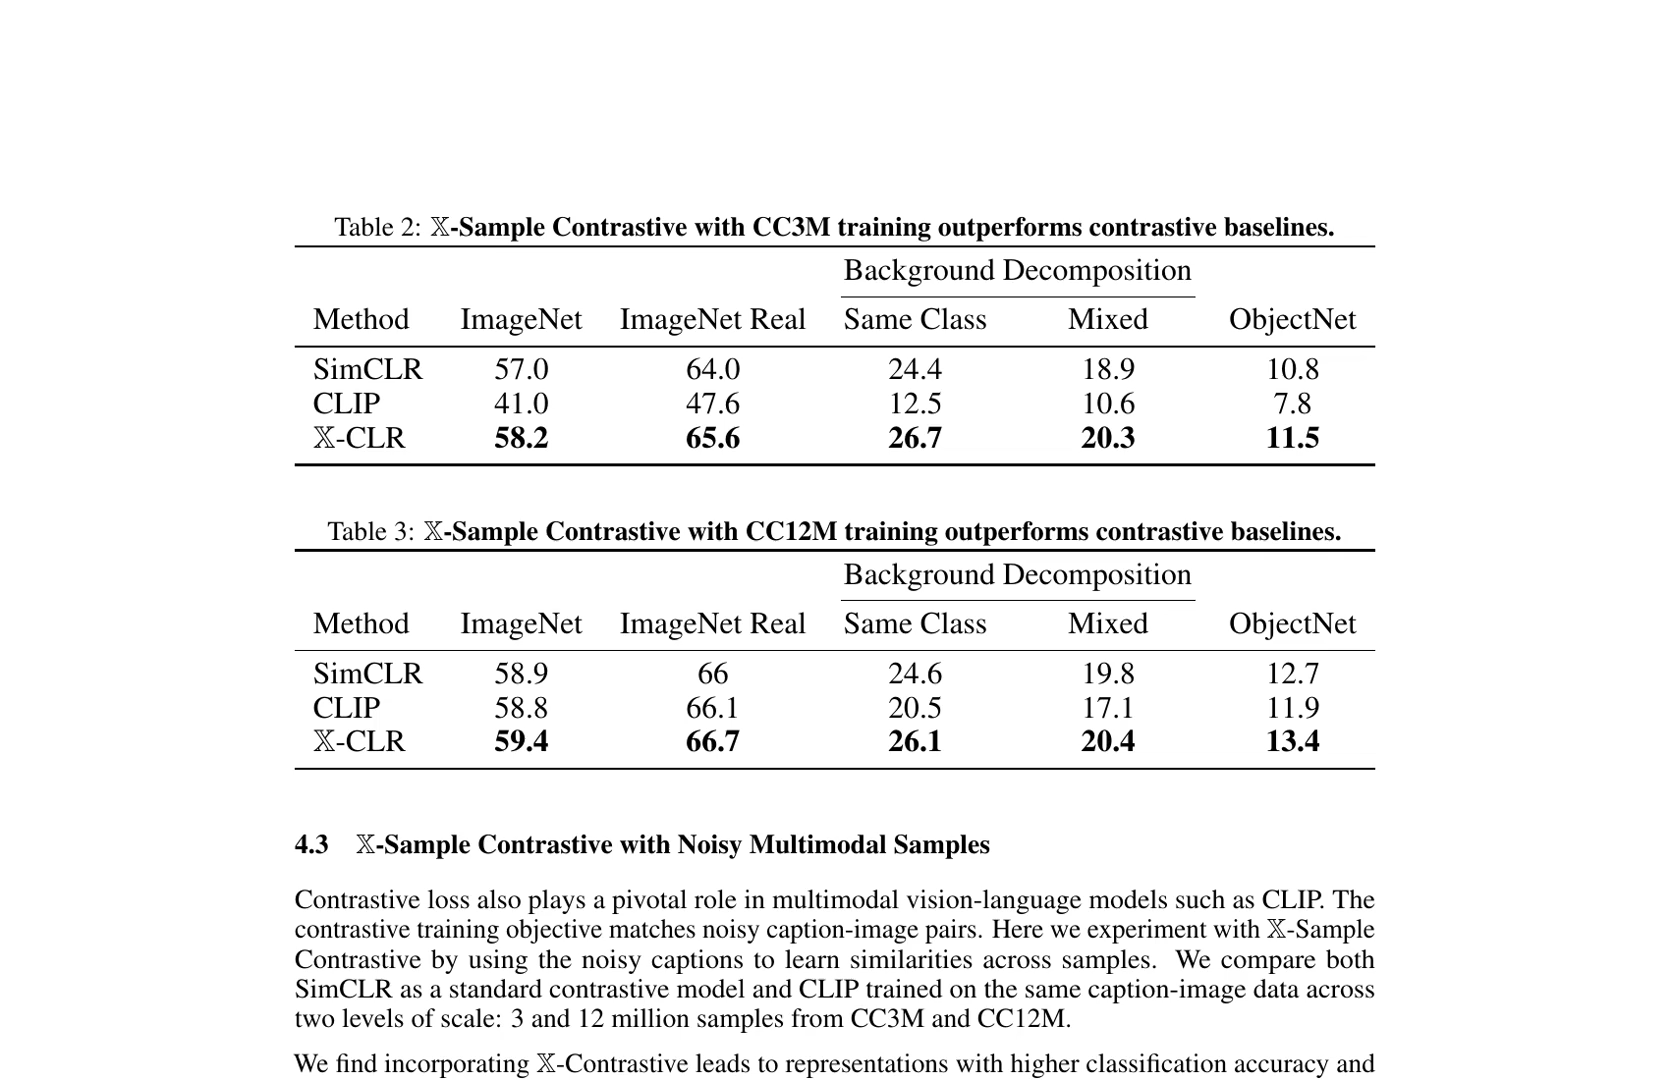 Table 2: 𝕏-Sample Contrastive with CC3M training outperforms contrastive baselines.
Background Decomposition
Method ImageNet ImageNet Real Same Class Mixed ObjectNet
SimCLR 57.0 64.0 24.4 18.9 10.8
CLIP 41.0 47.6 12.5 10.6 7.8
𝕏-CLR 58.2 65.6 26.7 20.3 11.5
Table 3: 𝕏-Sample Contrastive with CC12M training outperforms contrastive baselines.
Background Decomposition
Method ImageNet ImageNet Real Same Class Mixed ObjectNet
SimCLR 58.9 66 24.6 19.8 12.7
CLIP 58.8 66.1 20.5 17.1 11.9
𝕏-CLR 59.4 66.7 26.1 20.4 13.4
4.3 𝕏-Sample Contrastive with Noisy Multimodal Samples
Contrastive loss also plays a pivotal role in multimodal vision-language models such as CLIP. The
contrastive training objective matches noisy caption-image pairs. Here we experiment with 𝕏-Sample
Contrastive by using the noisy captions to learn similarities across samples. We compare both
SimCLR as a standard contrastive model and CLIP trained on the same caption-image data across
two levels of scale: 3 and 12 million samples from CC3M and CC12M.
We find incorporating 𝕏-Contrastive leads to representations with higher classification accuracy and